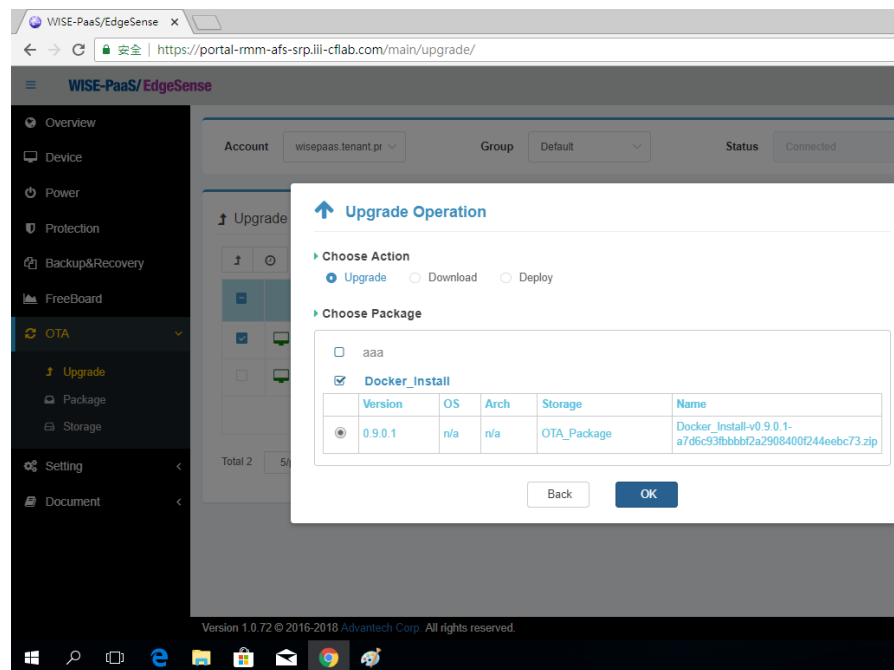 WISE-PaaS/EdgeSense
安全 | https://portal-rmm-afs-srp.iii-cflab.com/main/upgrade/
WISE-PaaS/EdgeSense
Overview
Device
Power
Protection
Backup&Recovery
FreeBoard
OTA
Upgrade
Package
Storage
Setting
Document
Account wisepaas.tenant.pr Group Default Status Connected
Upgrade
Total 2 5/
Upgrade Operation
Choose Action
Upgrade Download Deploy
Choose Package
aaa
Docker_Install
Version OS Arch Storage Name
0.9.0.1 n/a n/a OTA_Package Docker_Install-v0.9.0.1-
a7d6c93fbbbbf2a2908400f244eebc73.zip
Back OK
Version 1.0.72 © 2016-2018 Advantech Corp. All rights reserved.